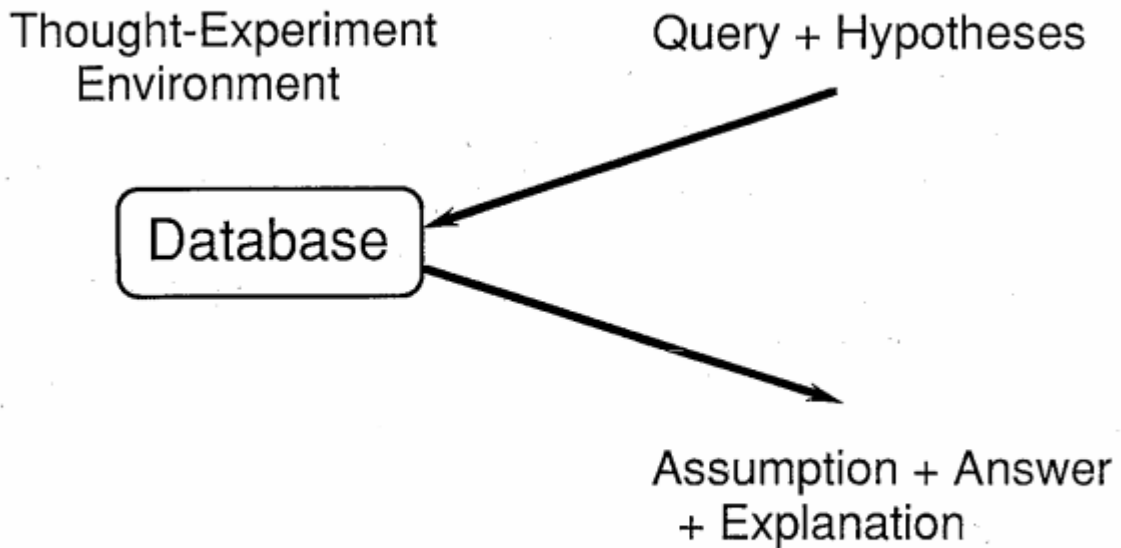 Thought-Experiment
Environment
Query + Hypotheses
Database
Assumption + Answer
+ Explanation